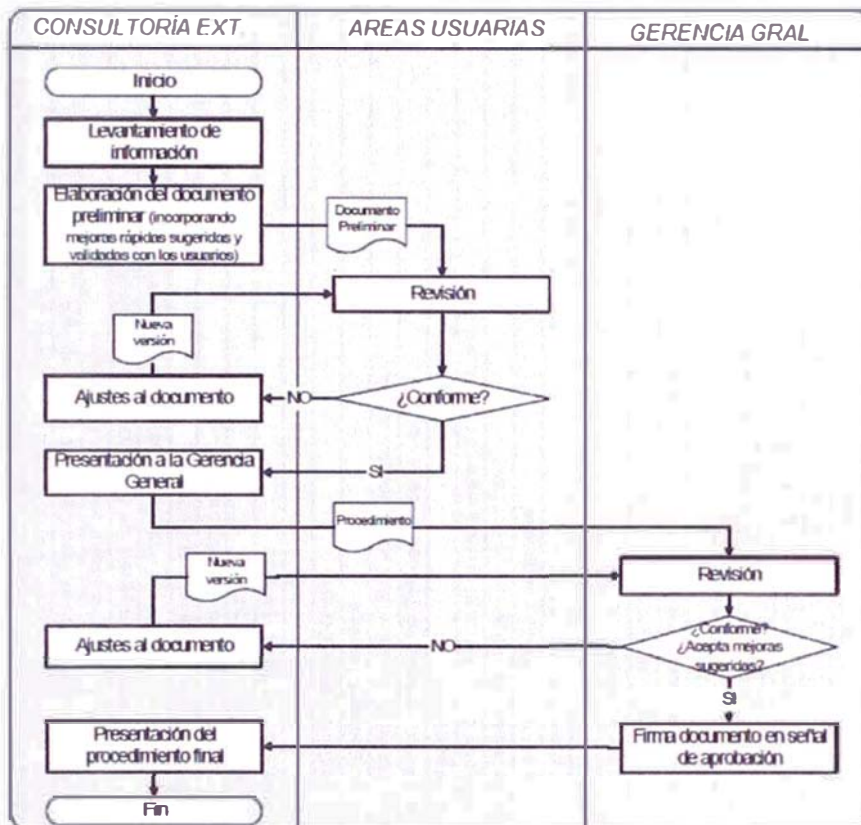 CONSULTORÍA EXT.
AREAS USUARIAS
GERENCIA GRAL
Inicio
Levantamiento de
información
Elaboración del documento
preliminar (incorporando
mejoras rápidas sugeridas y
validadas con los usuarios)
Documento
Preliminar
Revisión
Nueva
versión
Ajustes al documento
NO
¿Conforme?
Presentación a la Gerencia
General
SI
Procedimiento
Nueva
versión
Revisión
Ajustes al documento
NO
¿Conforme?
¿Acepta mejoras
sugeridas?
SI
Presentación del
procedimiento final
Firma documento en señal
de aprobación
Fin